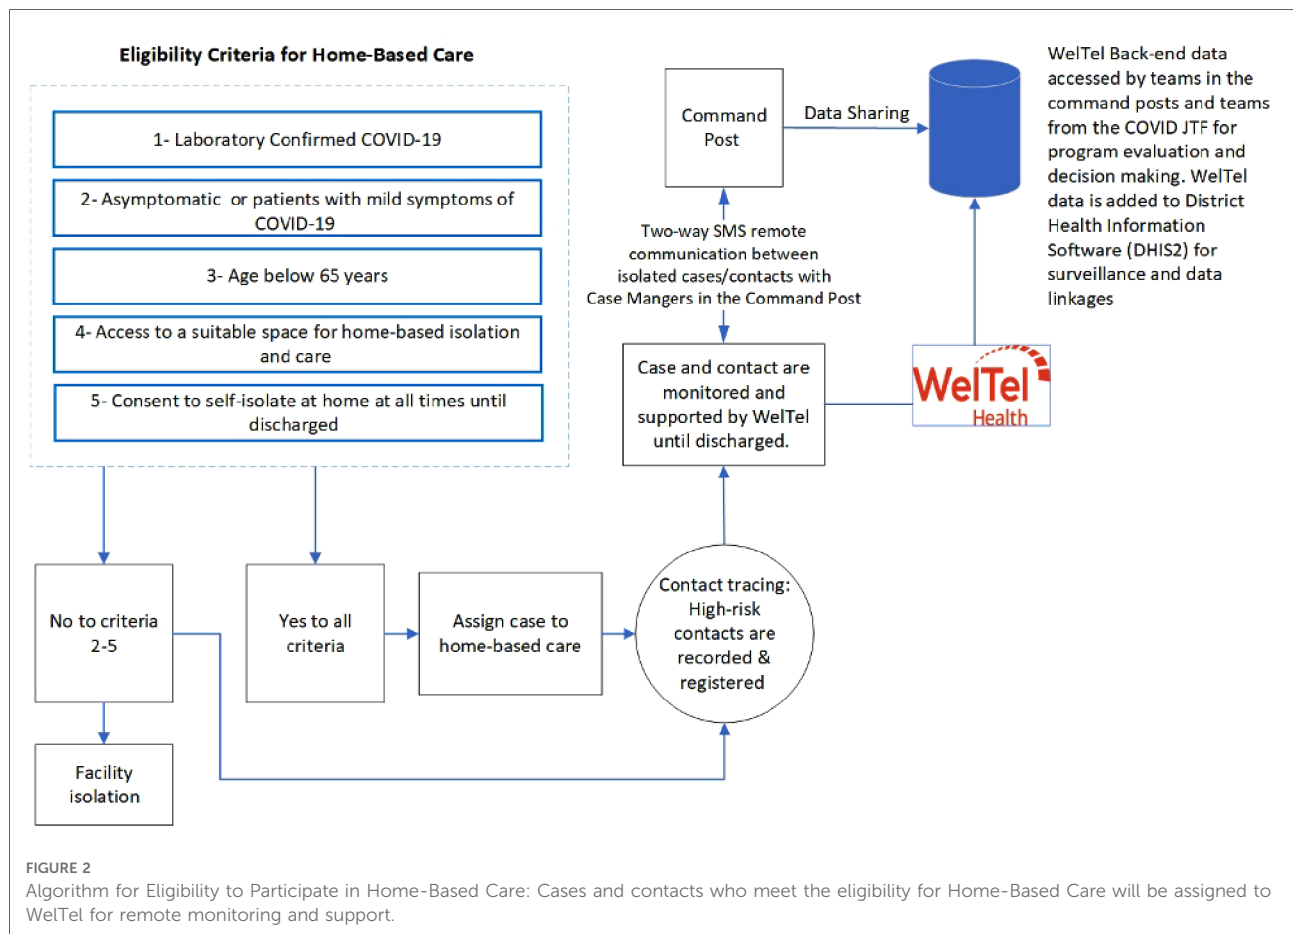 Eligibility Criteria for Home-Based Care
1- Laboratory Confirmed COVID-19
2- Asymptomatic or patients with mild symptoms of
COVID-19
3- Age below 65 years
4- Access to a suitable space for home-based isolation
and care
5- Consent to self-isolate at home at all times until
discharged
No to criteria
2-5
Facility
isolation
Yes to all
criteria
Assign case to
home-based care
Contact tracing:
High-risk
contacts are
recorded &
registered
Case and contact are
monitored and
supported by WelTel
until discharged.
Two-way SMS remote
communication between
isolated cases/contacts with
Case Mangers in the Command Post
Command
Post
Data Sharing
WelTel
Health
WelTel Back-end data
accessed by teams in the
command posts and teams
from the COVID JTF for
program evaluation and
decision making. WelTel
data is added to District
Health Information
Software (DHIS2) for
surveillance and data
linkages
FIGURE 2
Algorithm for Eligibility to Participate in Home-Based Care: Cases and contacts who meet the eligibility for Home-Based Care will be assigned to
WelTel for remote monitoring and support.